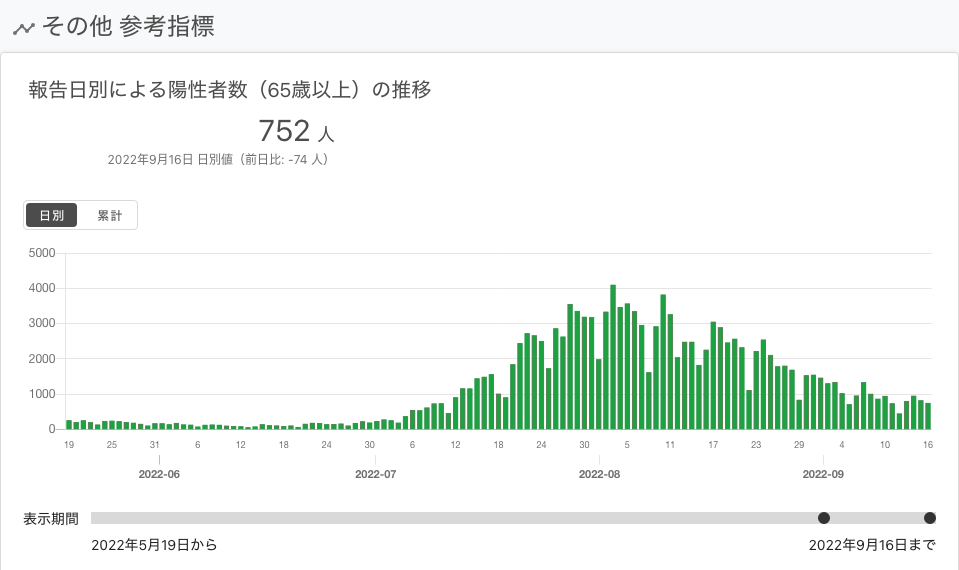 その他 参考指標
報告日別による陽性者数（65歳以上）の推移
752 人
2022年9月16日 日別値（前日比: -74 人）
日別 累計
5000
4000
3000
2000
1000
0
19 25 31 6 12 18 24 30 6 12 18 24 30 5 11 17 23 29 4 10 16
2022-06 2022-07 2022-08 2022-09
表示期間
2022年5月19日から 2022年9月16日まで